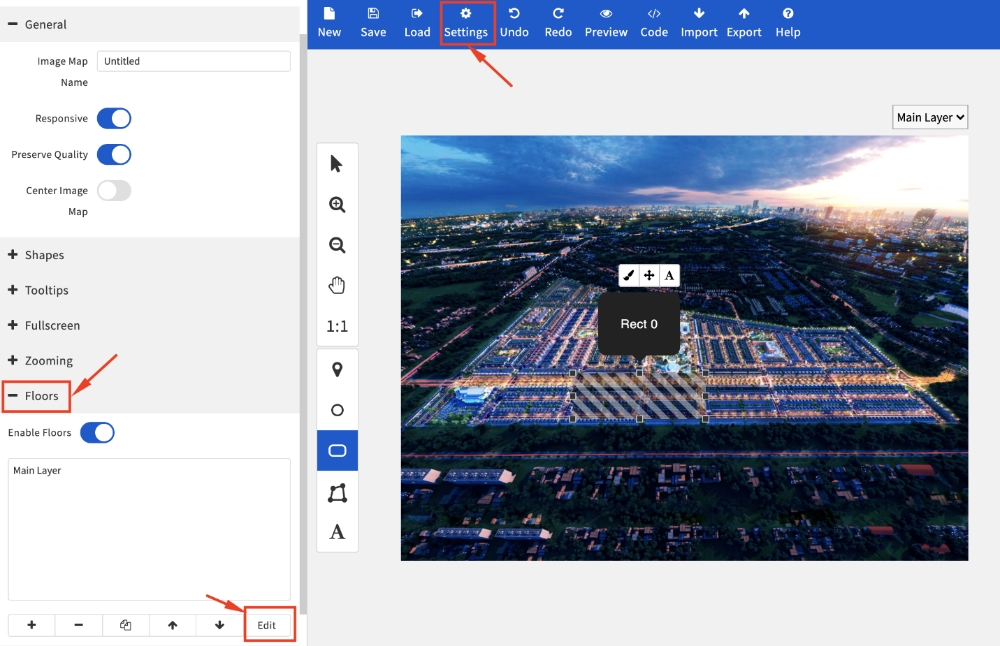 General
Image Map
Name
Untitled
Responsive
Preserve Quality
Center Image
Map
Shapes
Tooltips
Fullscreen
Zooming
Floors
Enable Floors
Main Layer
Edit
New Save Load Settings Undo Redo Preview Code Import Export Help
Main Layer
1:1
A
A
Rect 0